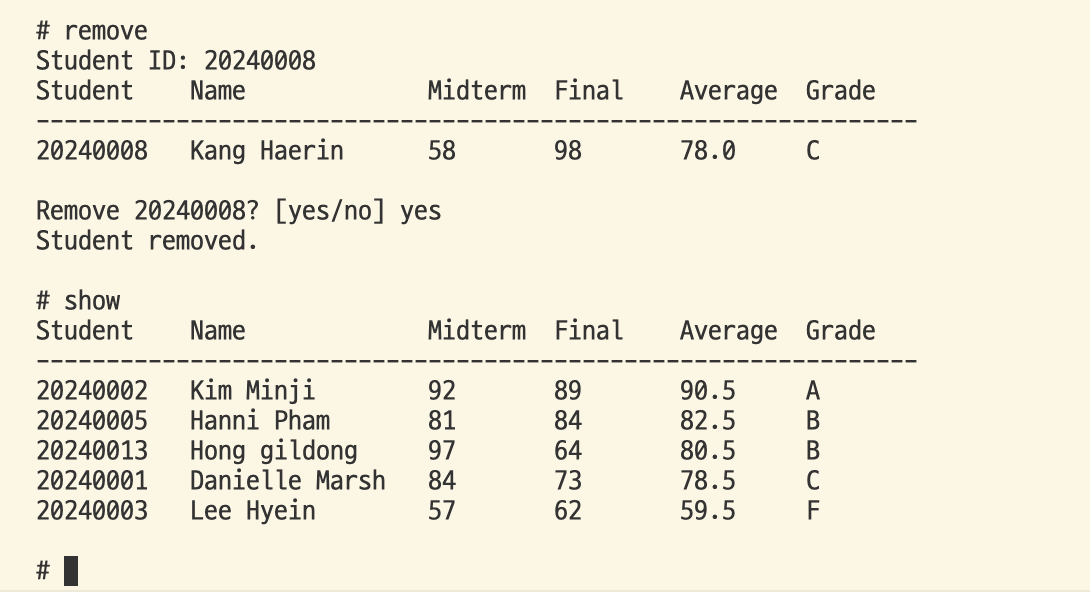 # remove
Student ID: 20240008
Student    Name             Midterm  Final    Average  Grade
---------------------------------------------------------------
20240008   Kang Haerin      58       98       78.0     C
Remove 20240008? [yes/no] yes
Student removed.
# show
Student    Name             Midterm  Final    Average  Grade
---------------------------------------------------------------
20240002   Kim Minji        92       89       90.5     A
20240005   Hanni Pham       81       84       82.5     B
20240013   Hong gildong     97       64       80.5     B
20240001   Danielle Marsh   84       73       78.5     C
20240003   Lee Hyein        57       62       59.5     F
#